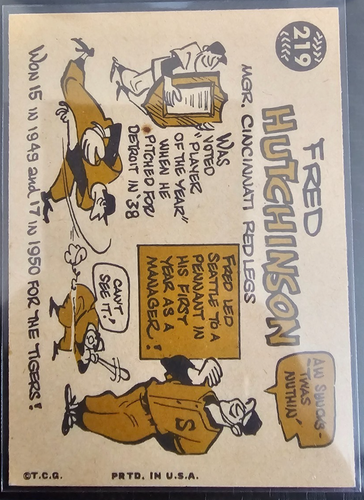 219
FRED
HUTCHINSON
MGR. CINCINNATI REDLEGS
WAS
VOTED
"PLAYER
OF THE YEAR"
WHEN HE
PITCHED FOR
DETROIT IN '38
WON 15 IN 1949 and 17 IN 1950 FOR THE TIGERS!
AW SHUCKS-
'TWAS
NUTHIN'
FRED LED
SEATTLE TO A
PENNANT IN
HIS FIRST
YEAR AS A
MANAGER!
CAN'T
SEE IT!
S
©T.C.G.
PRTD. IN U.S.A.